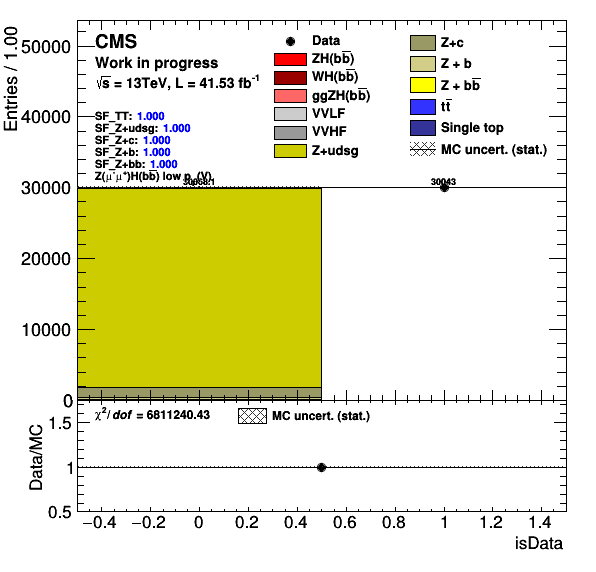 CMS
Work in progress
√s = 13TeV, L = 41.53 fb⁻¹
SF_TT: 1.000
SF_Z+udsg: 1.000
SF_Z+c: 1.000
SF_Z+b: 1.000
SF_Z+bb: 1.000
Z(μ⁻μ⁺)H(bb̅) low p (V)
Data
ZH(bb̅)
WH(bb̅)
ggZH(bb̅)
VVLF
VVHF
Z+udsg
Z+c
Z + b
Z + bb̅
tt̅
Single top
MC uncert. (stat.)
Entries / 1.00
50000
40000
30000
20000
10000
0
30043
χ²/dof = 6811240.43
MC uncert. (stat.)
Data/MC
1.5
1
0.5
−0.4 −0.2 0 0.2 0.4 0.6 0.8 1 1.2 1.4
isData